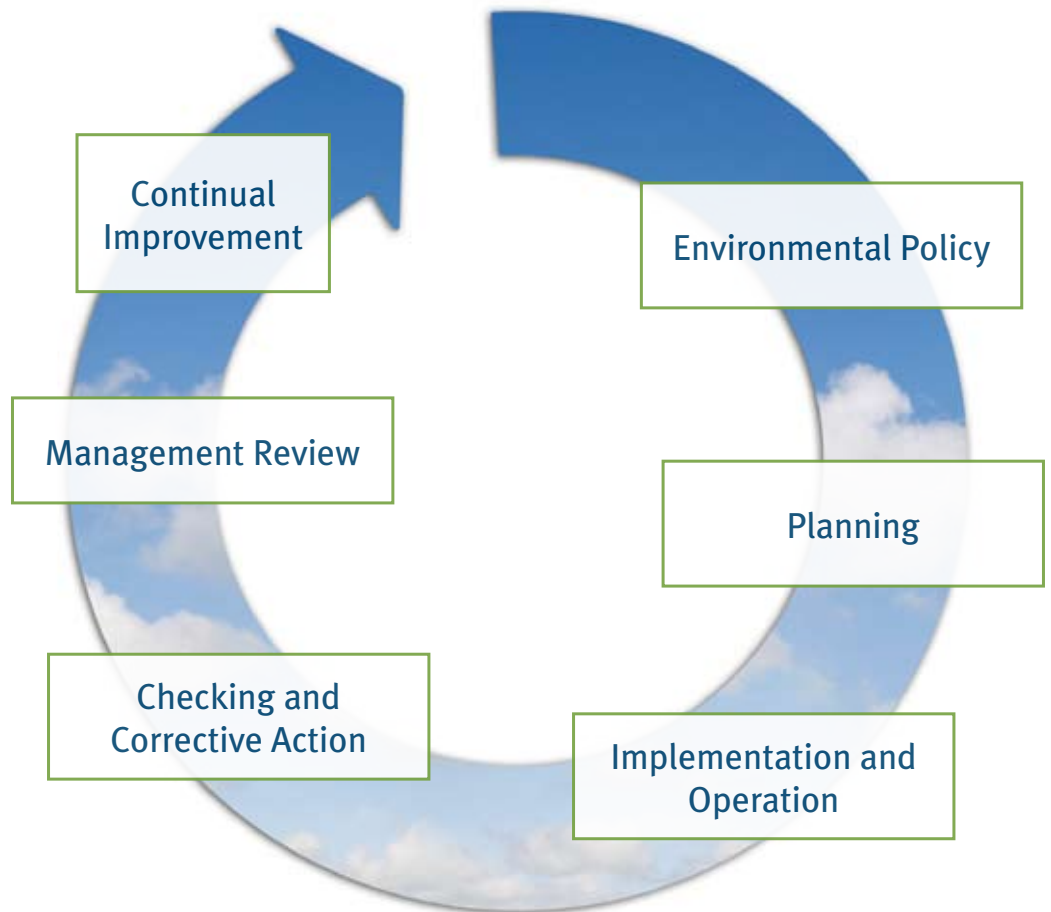 Environmental Policy
Planning
Implementation and
Operation
Checking and
Corrective Action
Management Review
Continual
Improvement